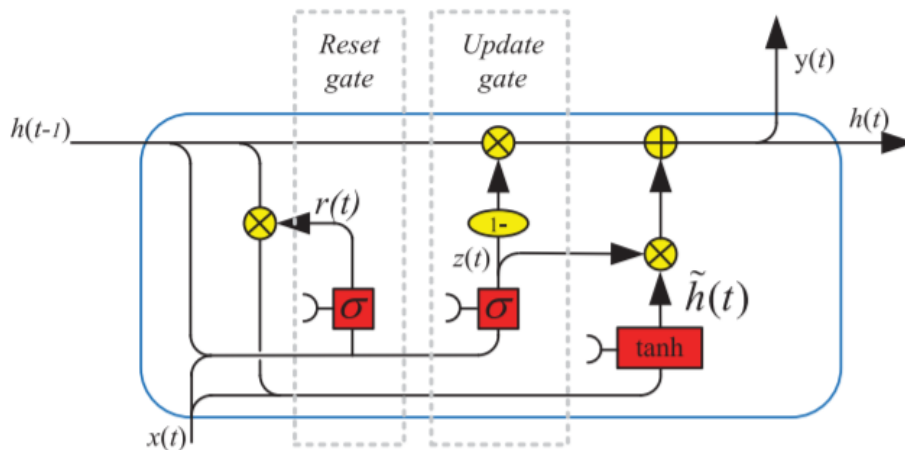 Reset
gate
Update
gate
y(t)
h(t-1)
h(t)
r(t)
1-
z(t)
h̃(t)
σ
σ
tanh
x(t)